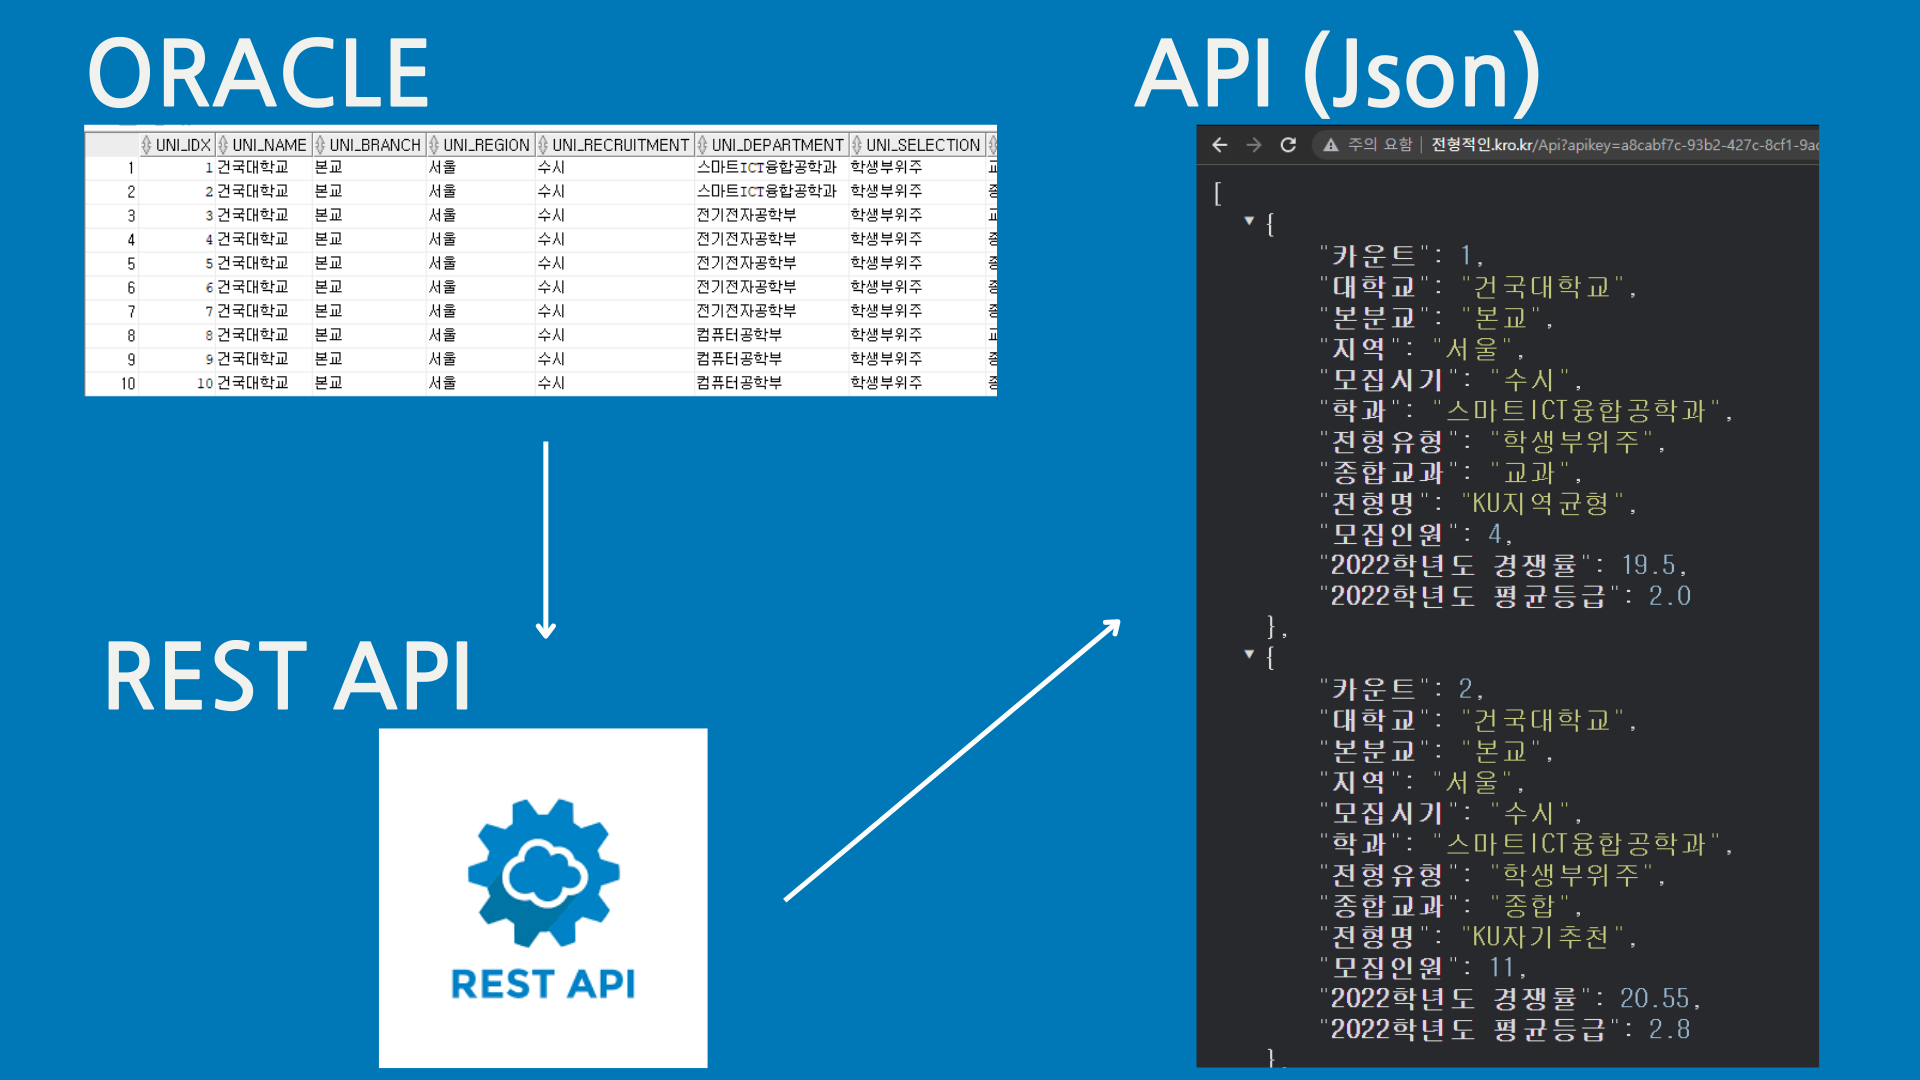 ORACLE
UNI_IDX UNI_NAME UNI_BRANCH UNI_REGION UNI_RECRUITMENT UNI_DEPARTMENT UNI_SELECTION
1 1 건국대학교 본교 서울 수시 스마트ICT융합공학과 학생부위주 교
2 2 건국대학교 본교 서울 수시 스마트ICT융합공학과 학생부위주 종
3 3 건국대학교 본교 서울 수시 전기전자공학부 학생부위주 교
4 4 건국대학교 본교 서울 수시 전기전자공학부 학생부위주 종
5 5 건국대학교 본교 서울 수시 전기전자공학부 학생부위주 종
6 6 건국대학교 본교 서울 수시 전기전자공학부 학생부위주 종
7 7 건국대학교 본교 서울 수시 전기전자공학부 학생부위주 종
8 8 건국대학교 본교 서울 수시 컴퓨터공학부 학생부위주 교
9 9 건국대학교 본교 서울 수시 컴퓨터공학부 학생부위주 종
10 10 건국대학교 본교 서울 수시 컴퓨터공학부 학생부위주 종
REST API
REST API
API (Json)
주의 요함 | 전형적인.kro.kr/Api?apikey=a8cabf7c-93b2-427c-8cf1-9a
[
{
"카운트": 1,
"대학교": "건국대학교",
"본분교": "본교",
"지역": "서울",
"모집시기": "수시",
"학과": "스마트ICT융합공학과",
"전형유형": "학생부위주",
"종합교과": "교과",
"전형명": "KU지역균형",
"모집인원": 4,
"2022학년도 경쟁률": 19.5,
"2022학년도 평균등급": 2.0
},
{
"카운트": 2,
"대학교": "건국대학교",
"본분교": "본교",
"지역": "서울",
"모집시기": "수시",
"학과": "스마트ICT융합공학과",
"전형유형": "학생부위주",
"종합교과": "종합",
"전형명": "KU자기추천",
"모집인원": 11,
"2022학년도 경쟁률": 20.55,
"2022학년도 평균등급": 2.8
},